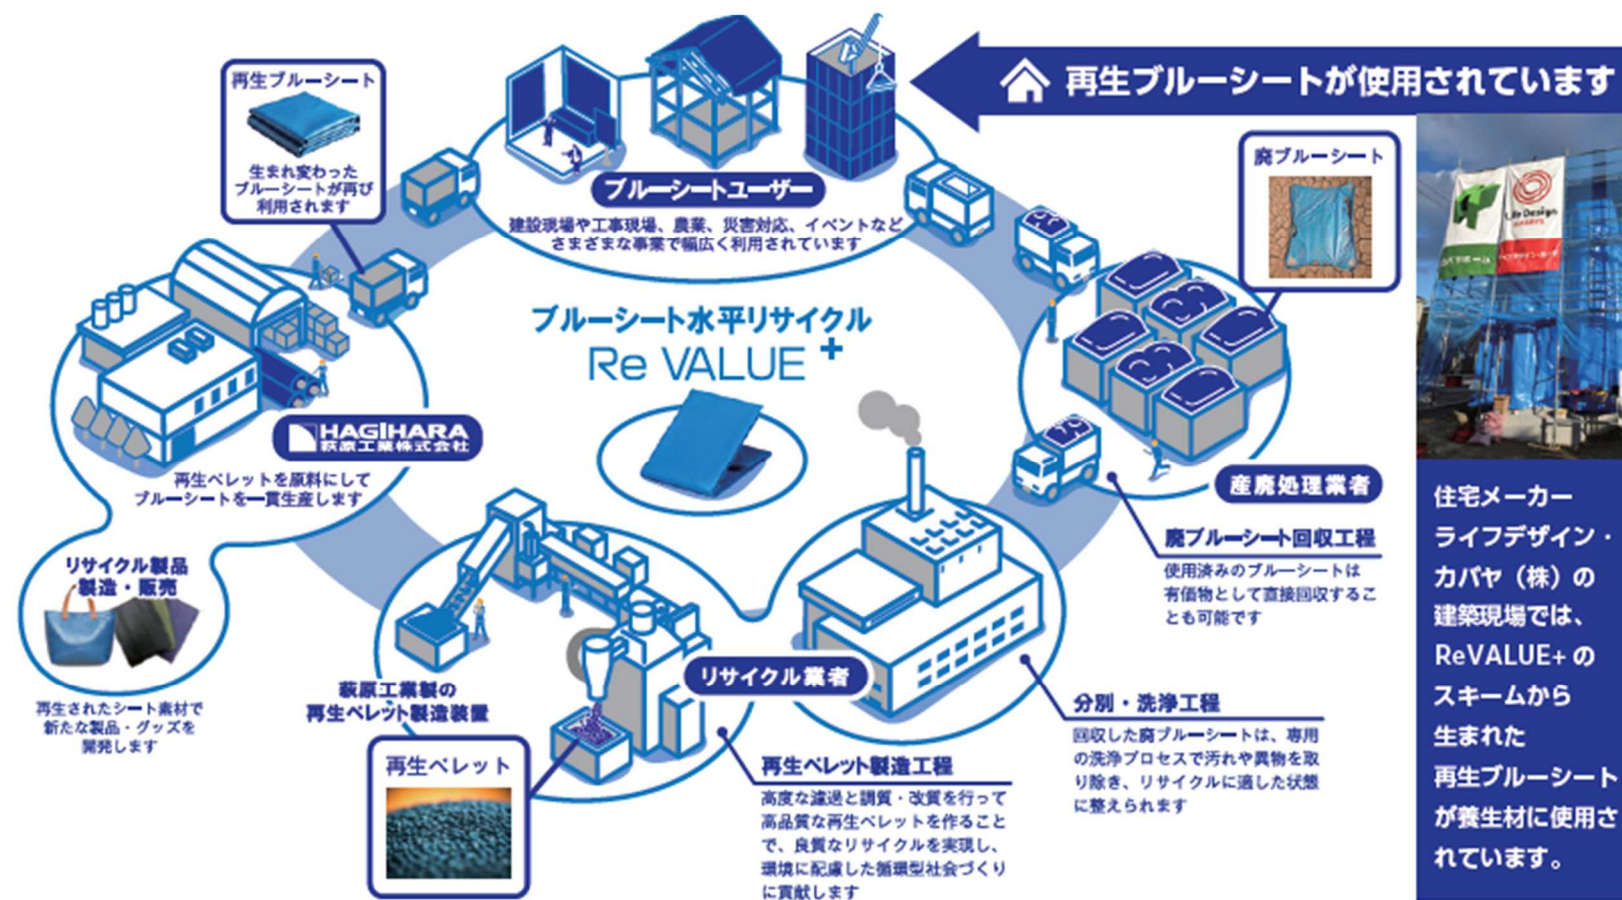 再生ブルーシートが使用されています
再生ブルーシート
生まれ変わった
ブルーシートが再び
利用されます
ブルーシートユーザー
建設現場や工事現場、農業、災害対応、イベントなど
さまざまな事業で幅広く利用されています
廃ブルーシート
Life Design
カバヤホーム
ブルーシート水平リサイクル
Re VALUE +
HAGIHARA
萩原工業株式会社
再生ペレットを原料にして
ブルーシートを一貫生産します
産廃処理業者
廃ブルーシート回収工程
使用済みのブルーシートは
有価物として直接回収するこ
とも可能です
リサイクル製品
製造・販売
再生されたシート素材で
新たな製品・グッズを
開発します
萩原工業製の
再生ペレット製造装置
リサイクル業者
再生ペレット
再生ペレット製造工程
高度な濾過と調質・改質を行って
高品質な再生ペレットを作ること
で、良質なリサイクルを実現し、
環境に配慮した循環型社会づくり
に貢献します
分別・洗浄工程
回収した廃ブルーシートは、専用
の洗浄プロセスで汚れや異物を取
り除き、リサイクルに適した状態
に整えられます
住宅メーカー
ライフデザイン・
カバヤ（株）の
建築現場では、
ReVALUE+の
スキームから
生まれた
再生ブルーシート
が養生材に使用さ
れています。